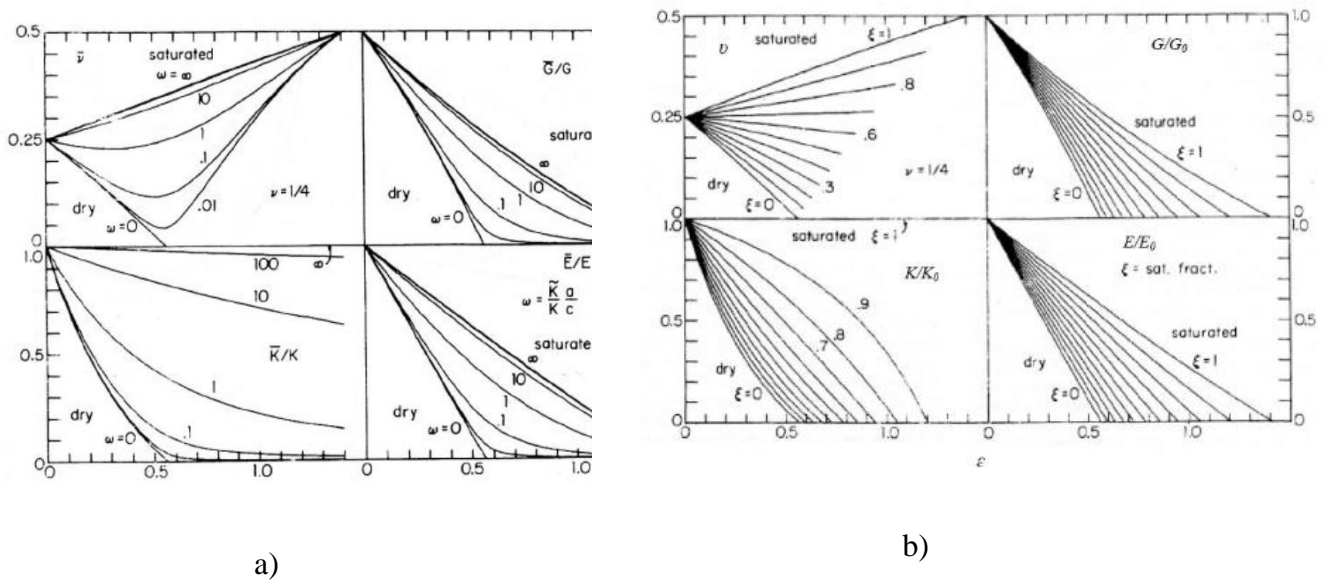 0.5
ν̄
saturated
ω=∞
10
1
.1
.01
0.25
dry
ω=0
ν=1/4
0
Ḡ/G
satura
∞
10
1
.1
dry
ω=0
1.0
100
∞
10
K̄/K
1
0.5
dry
.1
ω=0
0
0
0.5
1.0
Ē/E
ω = K̃/K a/c
saturate
∞
10
1
.1
dry
ω=0
0
0.5
1.0
a)
0.5
υ
saturated
ξ=1
.8
.6
.3
0.25
dry
ξ=0
ν=1/4
0
G/G₀
1.0
0.5
saturated
ξ=1
dry
ξ=0
0
1.0
saturated ξ=1
K/K₀
.9
.8
.7
0.5
dry
ξ=0
0
0
0.5
1.0
E/E₀
ξ = sat. fract.
1.0
0.5
saturated
ξ=1
dry
ξ=0
0
0
0.5
1.0
ε
b)